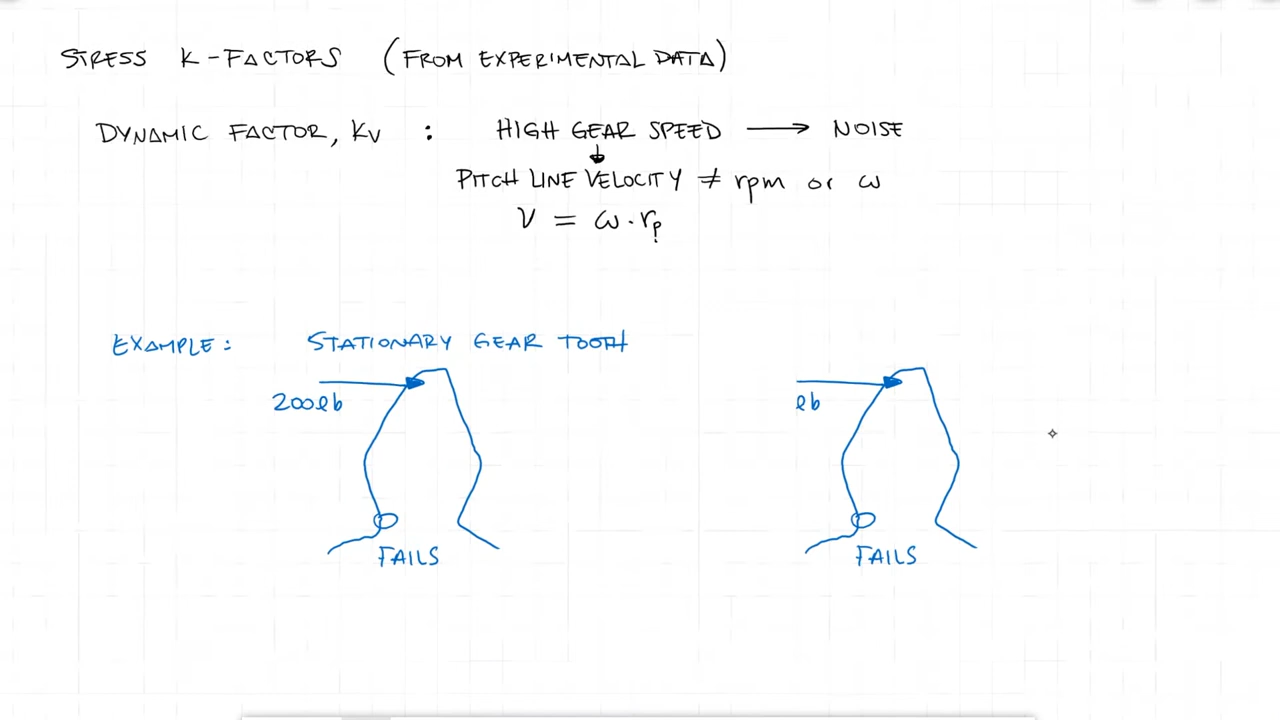 STRESS K-FACTORS (FROM EXPERIMENTAL DATA)
DYNAMIC FACTOR, KV : HIGH GEAR SPEED → NOISE
↓
PITCH LINE VELOCITY ≠ rpm or ω
V = ω · rp
EXAMPLE: STATIONARY GEAR TOOTH
200lb lb
FAILS FAILS